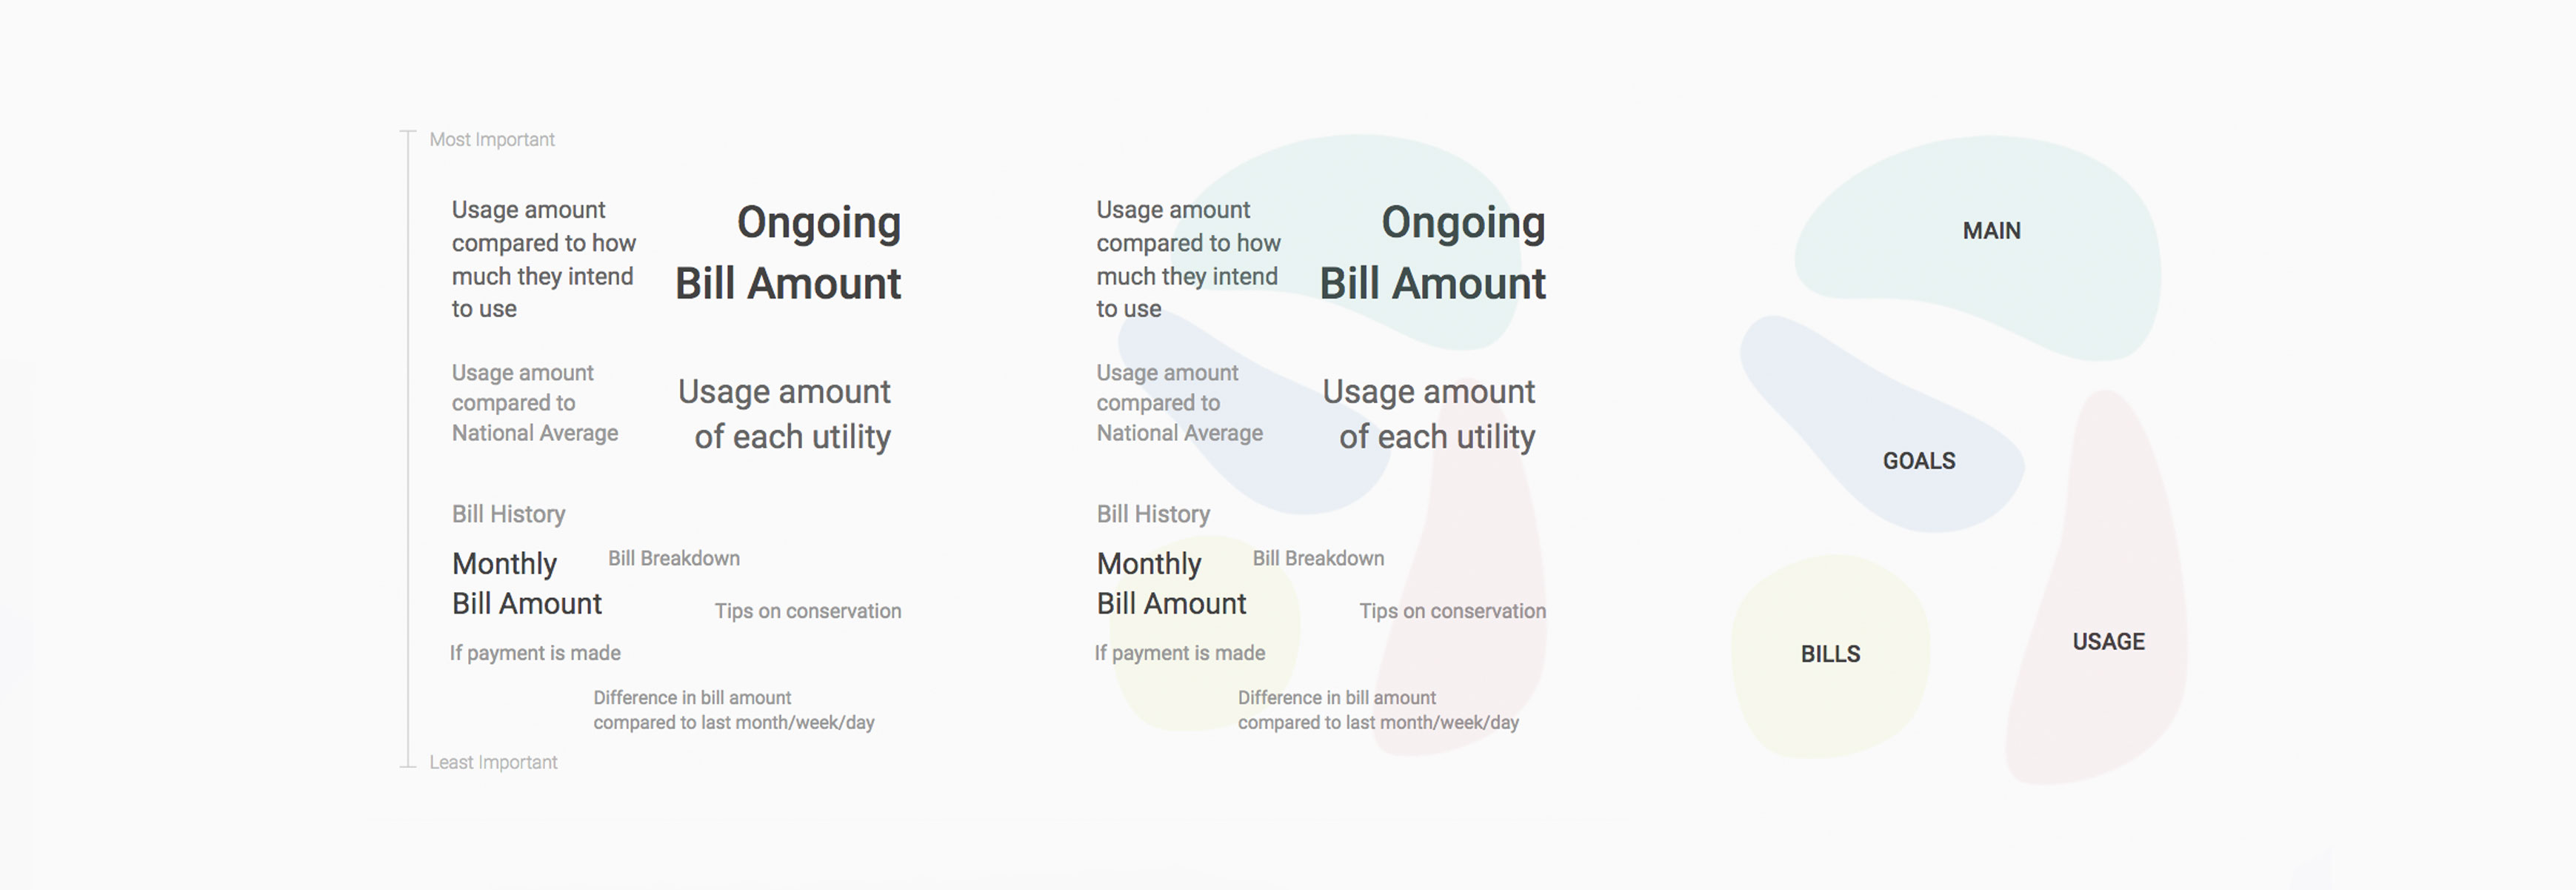 Most Important
Usage amount
compared to how
much they intend
to use
Ongoing
Bill Amount
Usage amount
compared to
National Average
Usage amount
of each utility
Bill History
Monthly
Bill Amount
Bill Breakdown
Tips on conservation
If payment is made
Difference in bill amount
compared to last month/week/day
Least Important
Usage amount
compared to how
much they intend
to use
Ongoing
Bill Amount
Usage amount
compared to
National Average
Usage amount
of each utility
Bill History
Monthly
Bill Amount
Bill Breakdown
Tips on conservation
If payment is made
Difference in bill amount
compared to last month/week/day
MAIN
GOALS
BILLS
USAGE